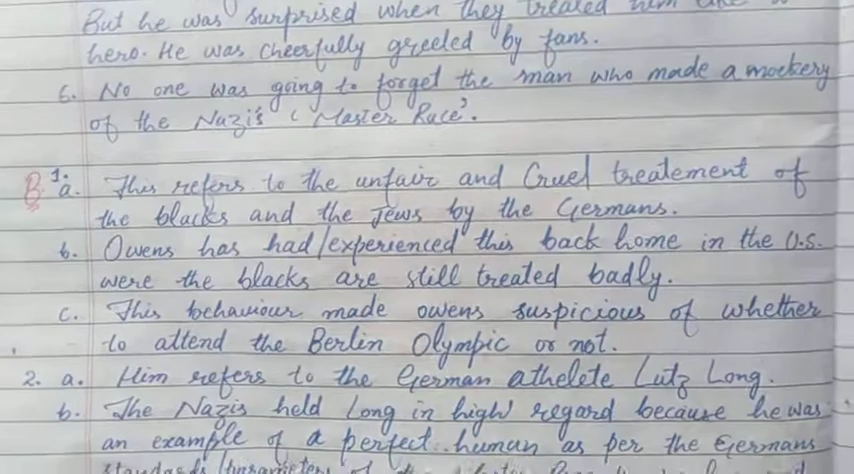 But he was surprised when they treated him like a
hero. He was cheerfully greeled by fans.
6. No one was going to forget the man who made a mockery
of the Nazi's 'Master Race'.
B 1. a. This refers to the unfair and Cruel treatement of
the blacks and the Jews by the Germans.
b. Owens has had/experienced this back home in the U.S.
were the blacks are still treated badly.
c. This behaviour made owens suspicious of whether
to attend the Berlin Olympic or not.
2. a. Him refers to the German athelete Lutz Long.
b. The Nazis held Long in high regard because he was
an example of a perfect human as per the Germans